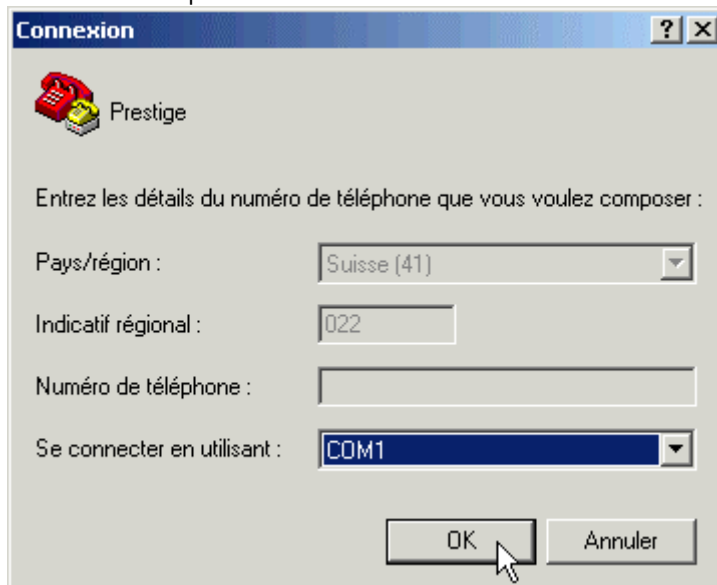 Connexion
Prestige
Entrez les détails du numéro de téléphone que vous voulez composer :
Pays/région : Suisse (41)
Indicatif régional : 022
Numéro de téléphone :
Se connecter en utilisant : COM1
OK Annuler